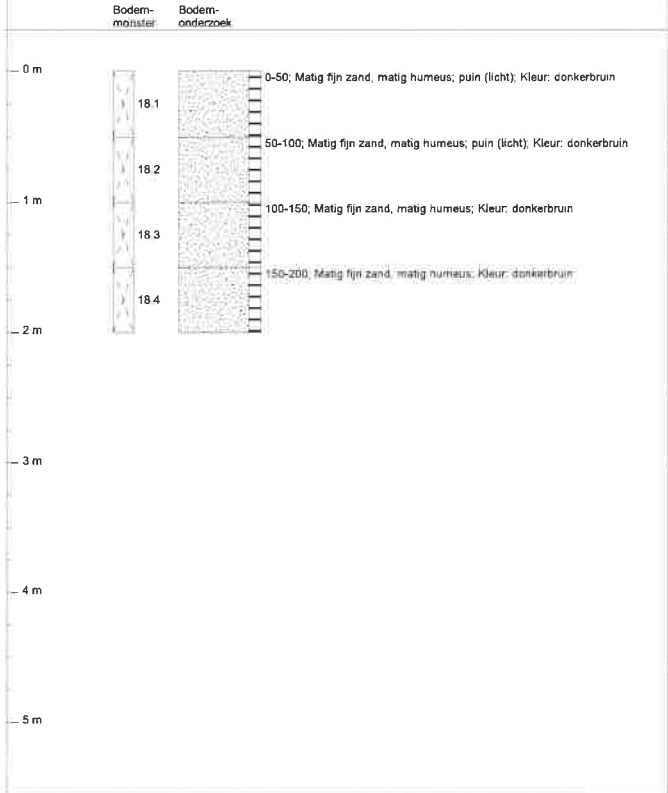 Bodem- Bodem-
monster onderzoek
0 m
0-50; Matig fijn zand, matig humeus; puin (licht); Kleur: donkerbruin
18.1
50-100; Matig fijn zand, matig humeus; puin (licht); Kleur: donkerbruin
18.2
1 m
100-150; Matig fijn zand, matig humeus; Kleur: donkerbruin
18.3
150-200; Matig fijn zand, matig humeus; Kleur: donkerbruin
18.4
2 m
3 m
4 m
5 m